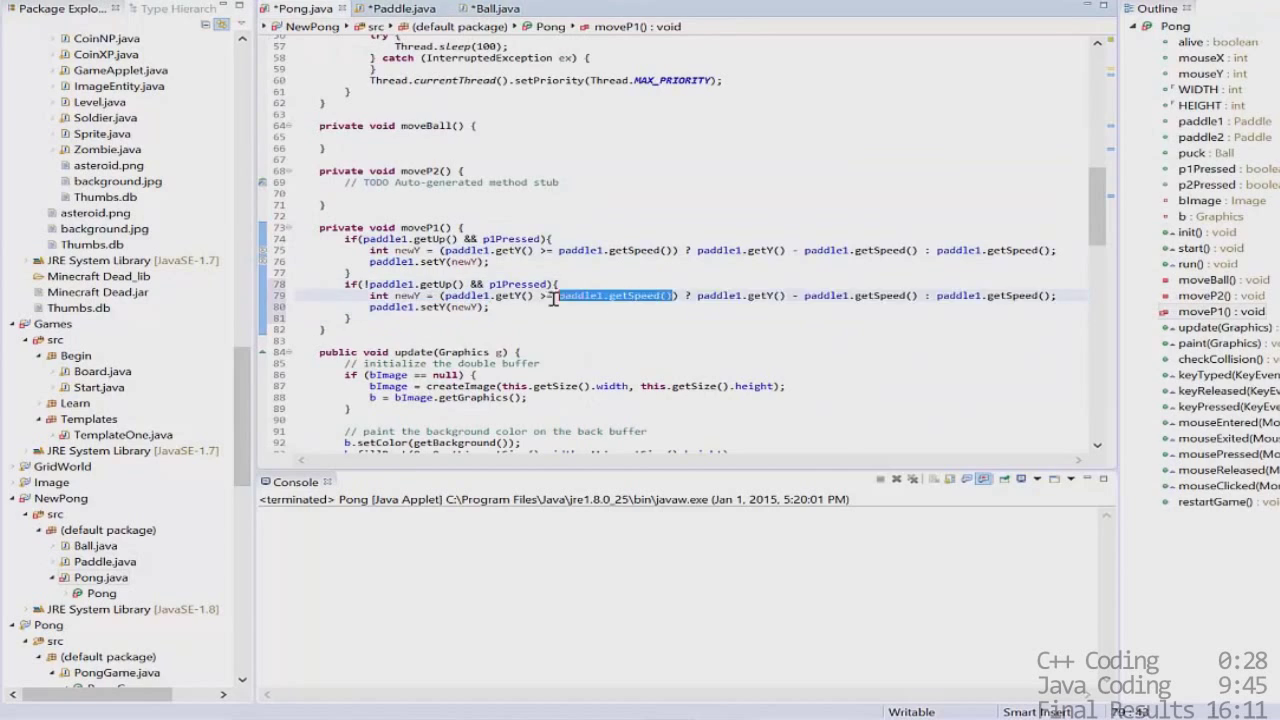 Package Explo...
Type Hierarch
CoinNP.java
CoinXP.java
GameApplet.java
ImageEntity.java
Level.java
Soldier.java
Sprite.java
Zombie.java
asteroid.png
background.jpg
Thumbs.db
asteroid.png
background.jpg
Thumbs.db
JRE System Library [JavaSE-1.7]
Minecraft Dead_lib
Minecraft Dead.jar
Thumbs.db
Games
src
Begin
Board.java
Start.java
Learn
Templates
TemplateOne.java
JRE System Library [JavaSE-1.7]
GridWorld
Image
NewPong
src
(default package)
Ball.java
Paddle.java
Pong.java
Pong
JRE System Library [JavaSE-1.8]
Pong
src
(default package)
PongGame.java
*Pong.java
*Paddle.java
*Ball.java
NewPong src (default package) Pong moveP1() : void
56 try {
57 Thread.sleep(100);
58 } catch (InterruptedException ex) {
59 }
60 Thread.currentThread().setPriority(Thread.MAX_PRIORITY);
61 }
62 }
63
64 private void moveBall() {
65
66 }
67
68 private void moveP2() {
69 // TODO Auto-generated method stub
70
71 }
72
73 private void moveP1() {
74 if(paddle1.getUp() && p1Pressed){
75 int newY = (paddle1.getY() >= paddle1.getSpeed()) ? paddle1.getY() - paddle1.getSpeed() : paddle1.getSpeed();
76 paddle1.setY(newY);
77 }
78 if(!paddle1.getUp() && p1Pressed){
79 int newY = (paddle1.getY() >= paddle1.getSpeed()) ? paddle1.getY() - paddle1.getSpeed() : paddle1.getSpeed();
80 paddle1.setY(newY);
81 }
82 }
83
84 public void update(Graphics g) {
85 // initialize the double buffer
86 if (bImage == null) {
87 bImage = createImage(this.getSize().width, this.getSize().height);
88 b = bImage.getGraphics();
89 }
90
91 // paint the background color on the back buffer
92 b.setColor(getBackground());
Console
<terminated> Pong [Java Applet] C:\Program Files\Java\jre1.8.0_25\bin\javaw.exe (Jan 1, 2015, 5:20:01 PM)
Outline
Pong
alive : boolean
mouseX : int
mouseY : int
WIDTH : int
HEIGHT : int
paddle1 : Paddle
paddle2 : Paddle
puck : Ball
p1Pressed : boolean
p2Pressed : boolean
bImage : Image
b : Graphics
init() : void
start() : void
run() : void
moveBall() : void
moveP2() : void
moveP1() : void
update(Graphics)
paint(Graphics) :
checkCollision() :
keyTyped(KeyEve
keyReleased(KeyE
keyPressed(KeyEv
mouseEntered(Mo
mouseExited(Mou
mousePressed(Mo
mouseReleased(M
mouseClicked(Mo
restartGame() : void
Writable
Smart Insert
C++ Coding 0:28
Java Coding 9:45
Final Results 16:11